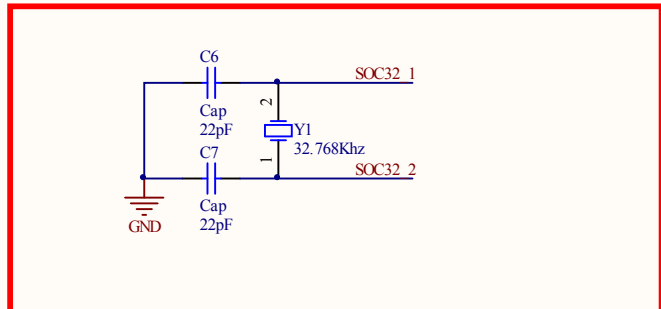 C6
SOC32_1
Cap
22pF
2
Y1
32.768Khz
1
C7
SOC32_2
Cap
22pF
GND